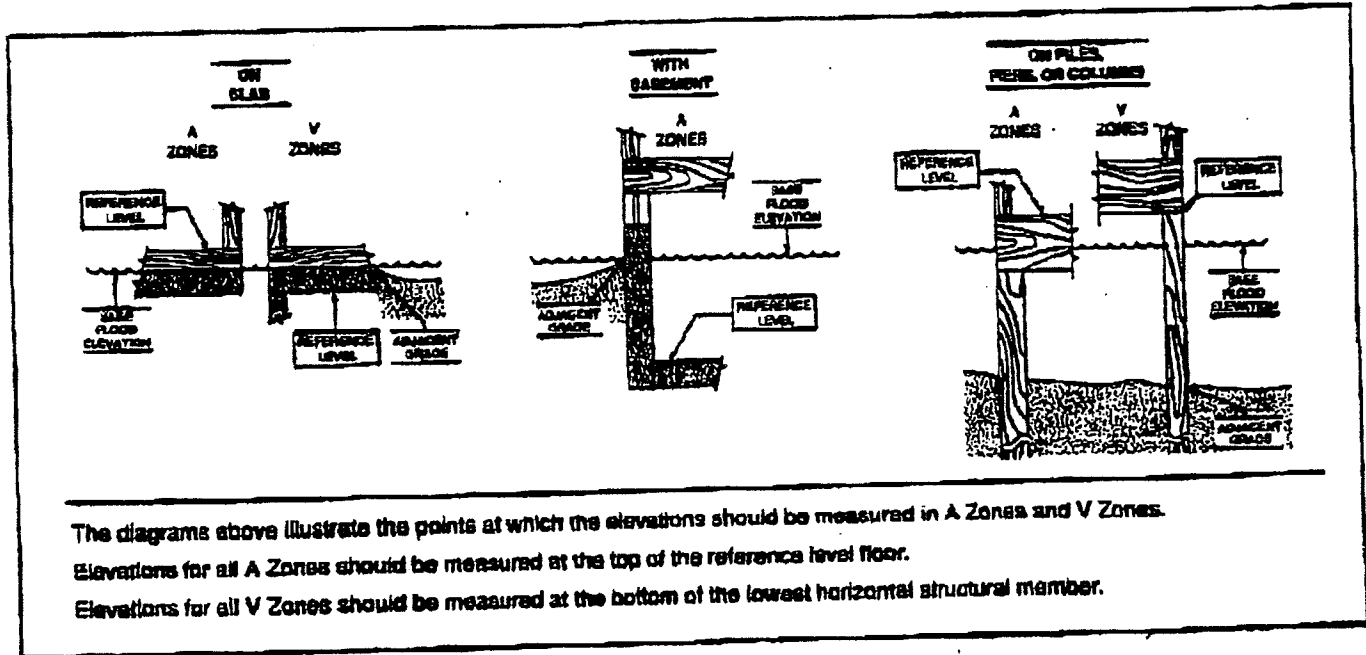 ON
SLAB
A
ZONES
V
ZONES
REFERENCE
LEVEL
BASE
FLOOD
ELEVATION
REFERENCE
LEVEL
ADJACENT
GRADE
WITH
BASEMENT
A
ZONES
BASE
FLOOD
ELEVATION
ADJACENT
GRADE
REFERENCE
LEVEL
ON PILES,
PIERS, OR COLUMNS
A
ZONES
V
ZONES
REFERENCE
LEVEL
REFERENCE
LEVEL
BASE
FLOOD
ELEVATION
ADJACENT
GRADE
The diagrams above illustrate the points at which the elevations should be measured in A Zones and V Zones.
Elevations for all A Zones should be measured at the top of the reference level floor.
Elevations for all V Zones should be measured at the bottom of the lowest horizontal structural member.